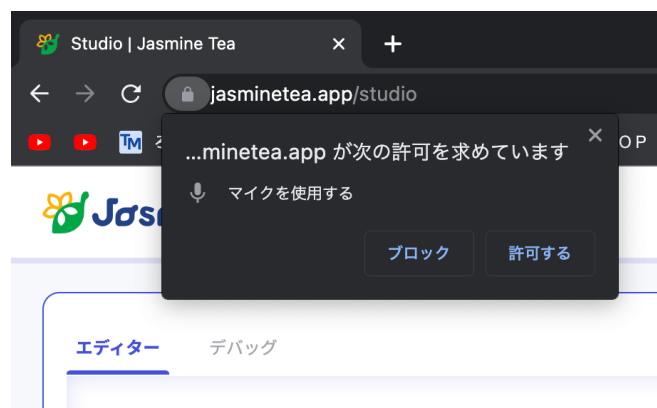 Studio | Jasmine Tea
jasminetea.app/studio
TM
OP
...minetea.app が次の許可を求めています
マイクを使用する
ブロック 許可する
エディター デバッグ